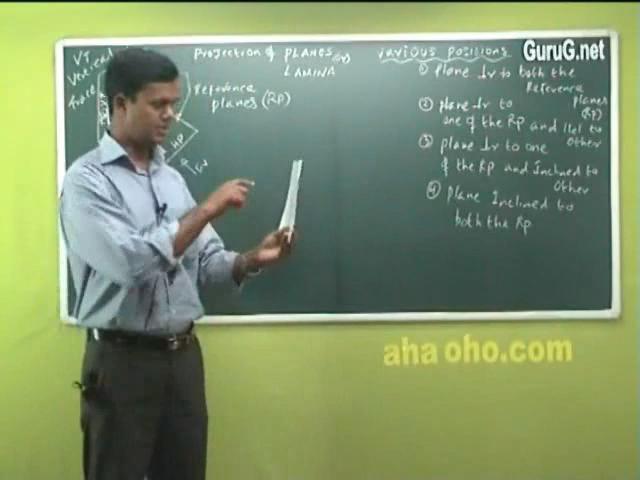 VT
Vertical
Trace
HP
Projection of PLANES (or)
LAMINA
Reference
planes (RP)
various positions
① Plane ⊥r to both the
Reference
planes
(RP)
② plane ⊥r to
one of the RP and ||el to
Other
③ plane ⊥r to one
of the RP and Inclined to
Other
④ plane Inclined to
both the Rp
GuruG.net
aha oho.com